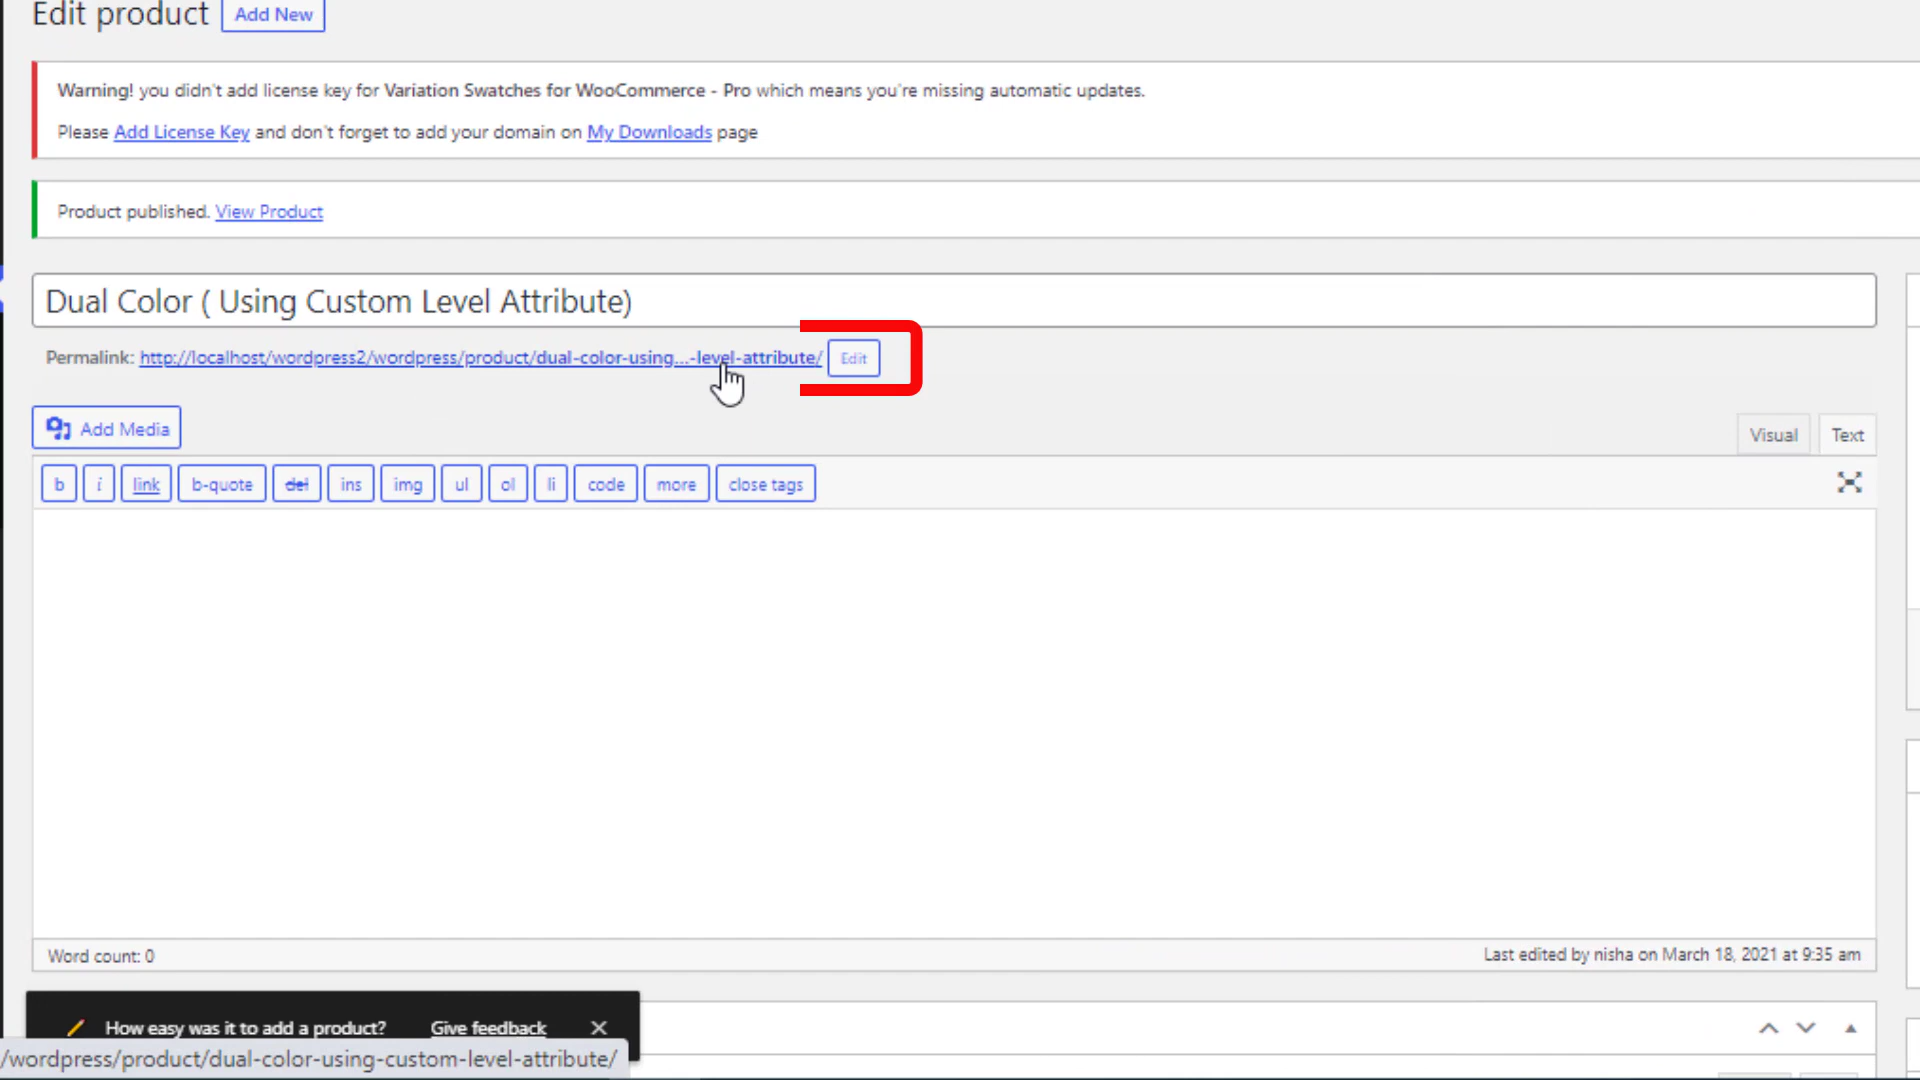 Edit product Add New
Warning! you didn't add license key for Variation Swatches for WooCommerce - Pro which means you're missing automatic updates.
Please Add License Key and don't forget to add your domain on My Downloads page
Product published. View Product
Dual Color ( Using Custom Level Attribute)
Permalink: http://localhost/wordpress2/wordpress/product/dual-color-using...-level-attribute/ Edit
Add Media
Visual Text
b i link b-quote del ins img ul ol li code more close tags
Word count: 0
Last edited by nisha on March 18, 2021 at 9:35 am
How easy was it to add a product? Give feedback
/wordpress/product/dual-color-using-custom-level-attribute/